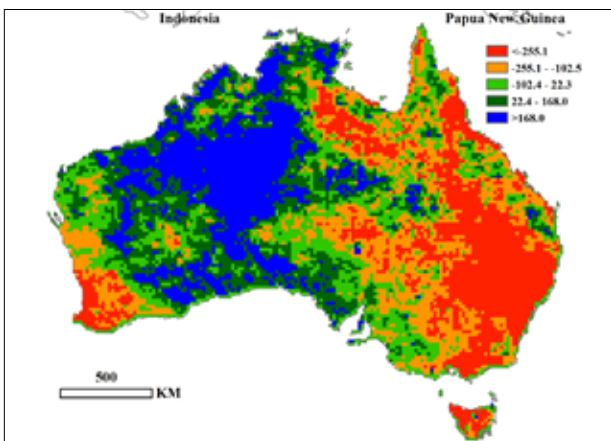 Indonesia
Papua New Guinea
<-255.1
-255.1 - -102.5
-102.4 - 22.3
22.4 - 168.0
>168.0
500
KM